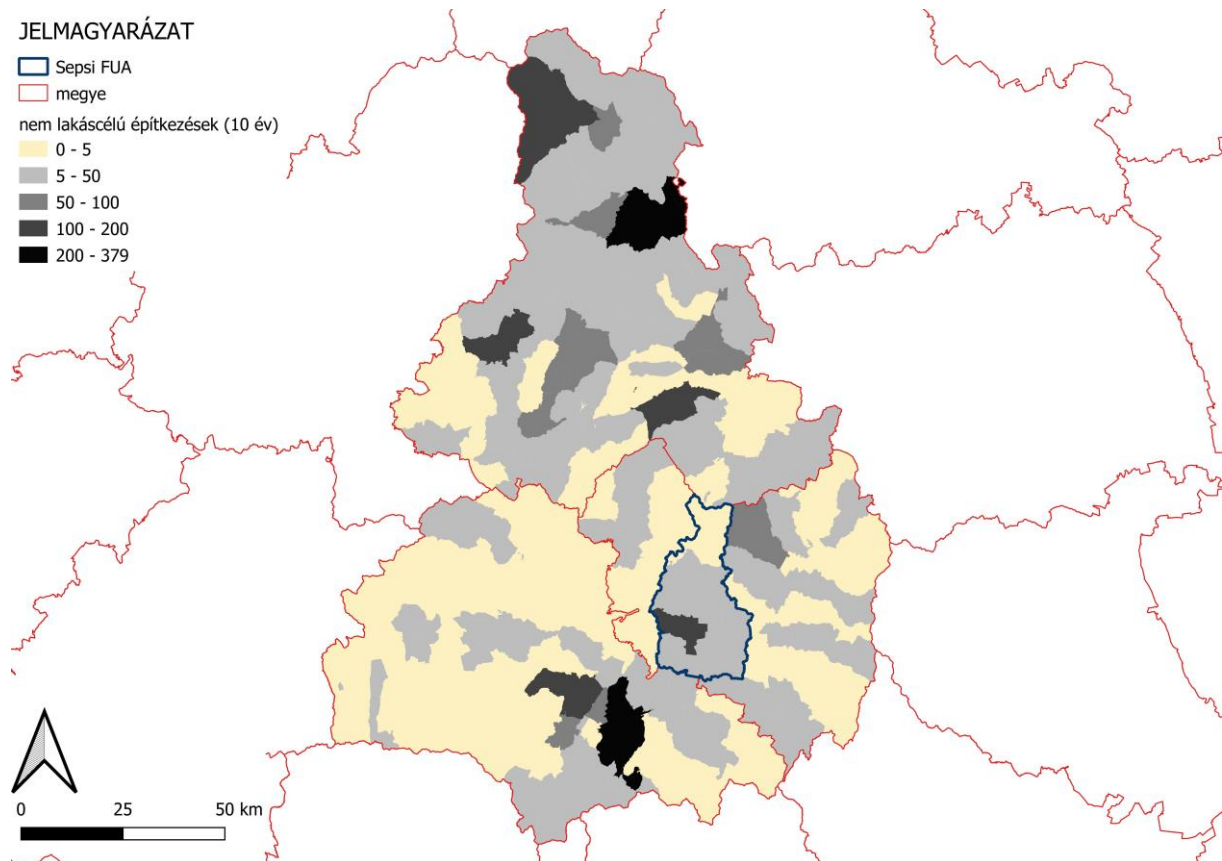 JELMAGYARÁZAT
Sepsi FUA
megye
nem lakáscélú építkezések (10 év)
0 - 5
5 - 50
50 - 100
100 - 200
200 - 379
0 25 50 km